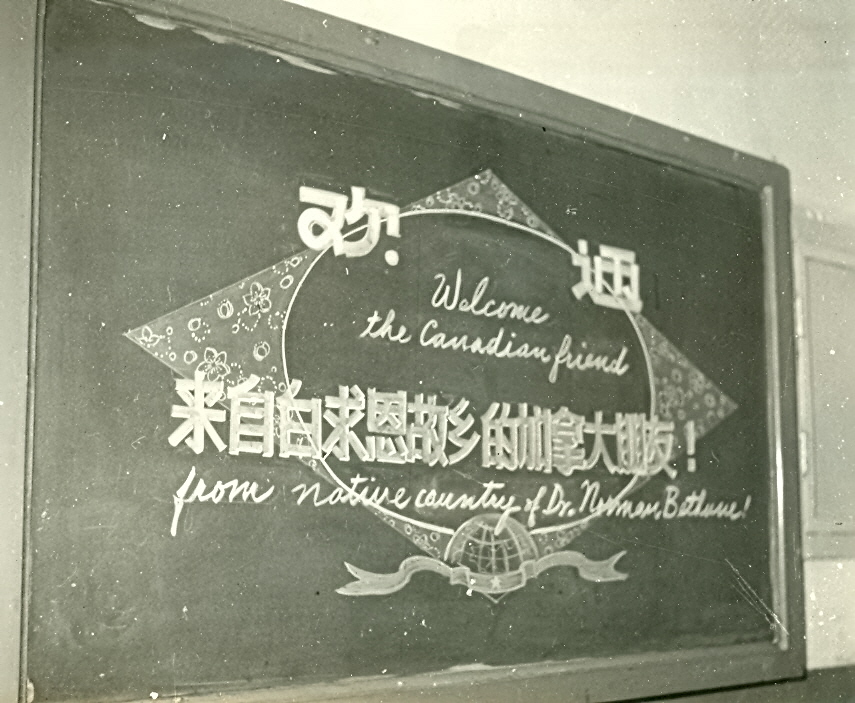 欢 迎
Welcome
the Canadian friend
来自白求恩故乡的加拿大朋友!
from native country of Dr. Norman Bethune!